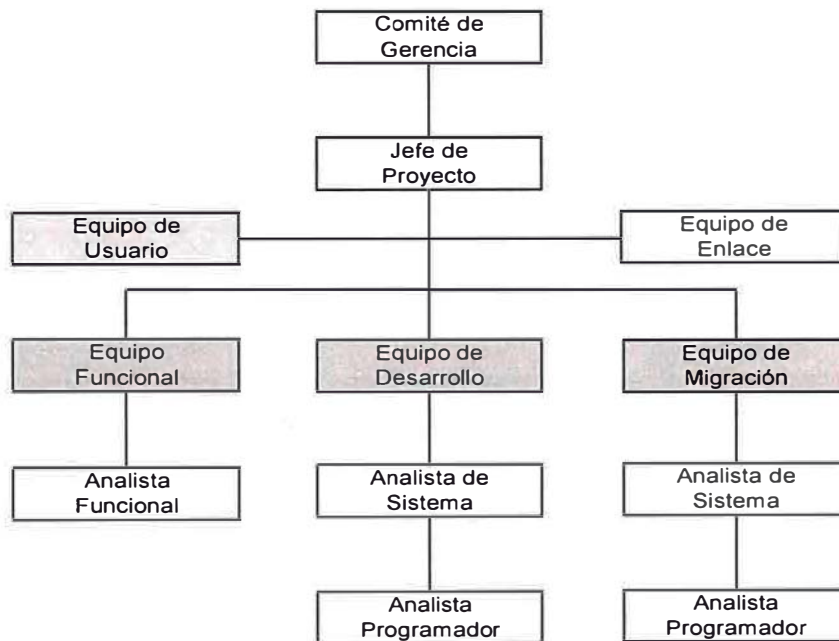 Comité de
Gerencia
Jefe de
Proyecto
Equipo de
Usuario
Equipo de
Enlace
Equipo
Funcional
Equipo de
Desarrollo
Equipo de
Migración
Analista
Funcional
Analista de
Sistema
Analista de
Sistema
Analista
Programador
Analista
Programador